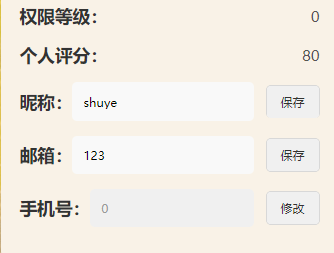 权限等级： 0
个人评分： 80
昵称： shuye 保存
邮箱： 123 保存
手机号： 0 修改